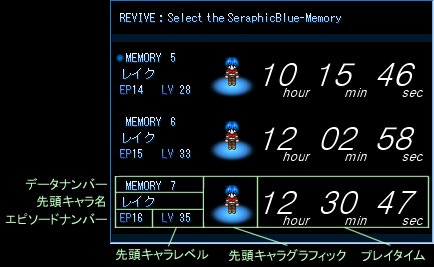 REVIVE：Select the SeraphicBlue-Memory
MEMORY 5
レイク
EP14 LV 28
10 hour 15 min 46 sec
MEMORY 6
レイク
EP15 LV 33
12 hour 02 min 58 sec
データナンバー
MEMORY 7
先頭キャラ名
レイク
エピソードナンバー
EP16 LV 35
12 hour 30 min 47 sec
先頭キャラレベル
先頭キャラグラフィック
プレイタイム